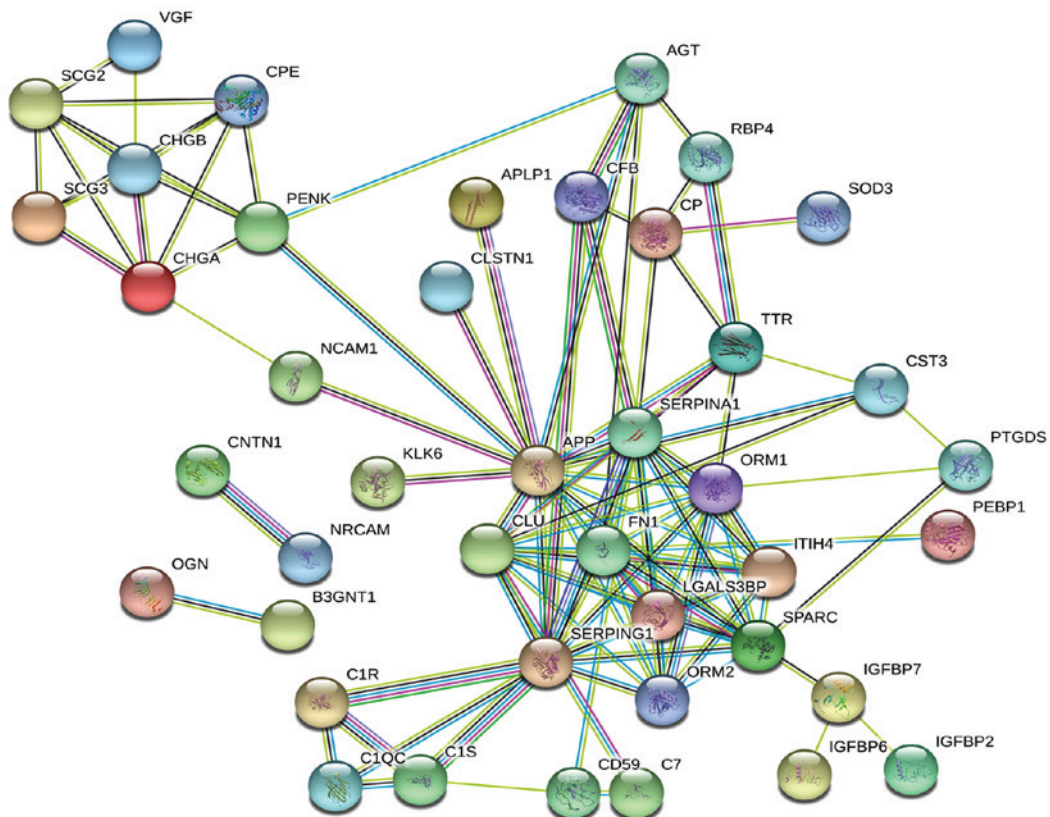 VGF
AGT
SCG2
CPE
RBP4
CHGB
APLP1
CFB
SOD3
SCG3
PENK
CP
CHGA
CLSTN1
TTR
NCAM1
CST3
SERPINA1
CNTN1
KLK6
APP
ORM1
PTGDS
PEBP1
NRCAM
CLU
FN1
ITIH4
OGN
LGALS3BP
B3GNT1
SERPING1
SPARC
C1R
ORM2
IGFBP7
C1QC
C1S
CD59
C7
IGFBP6
IGFBP2